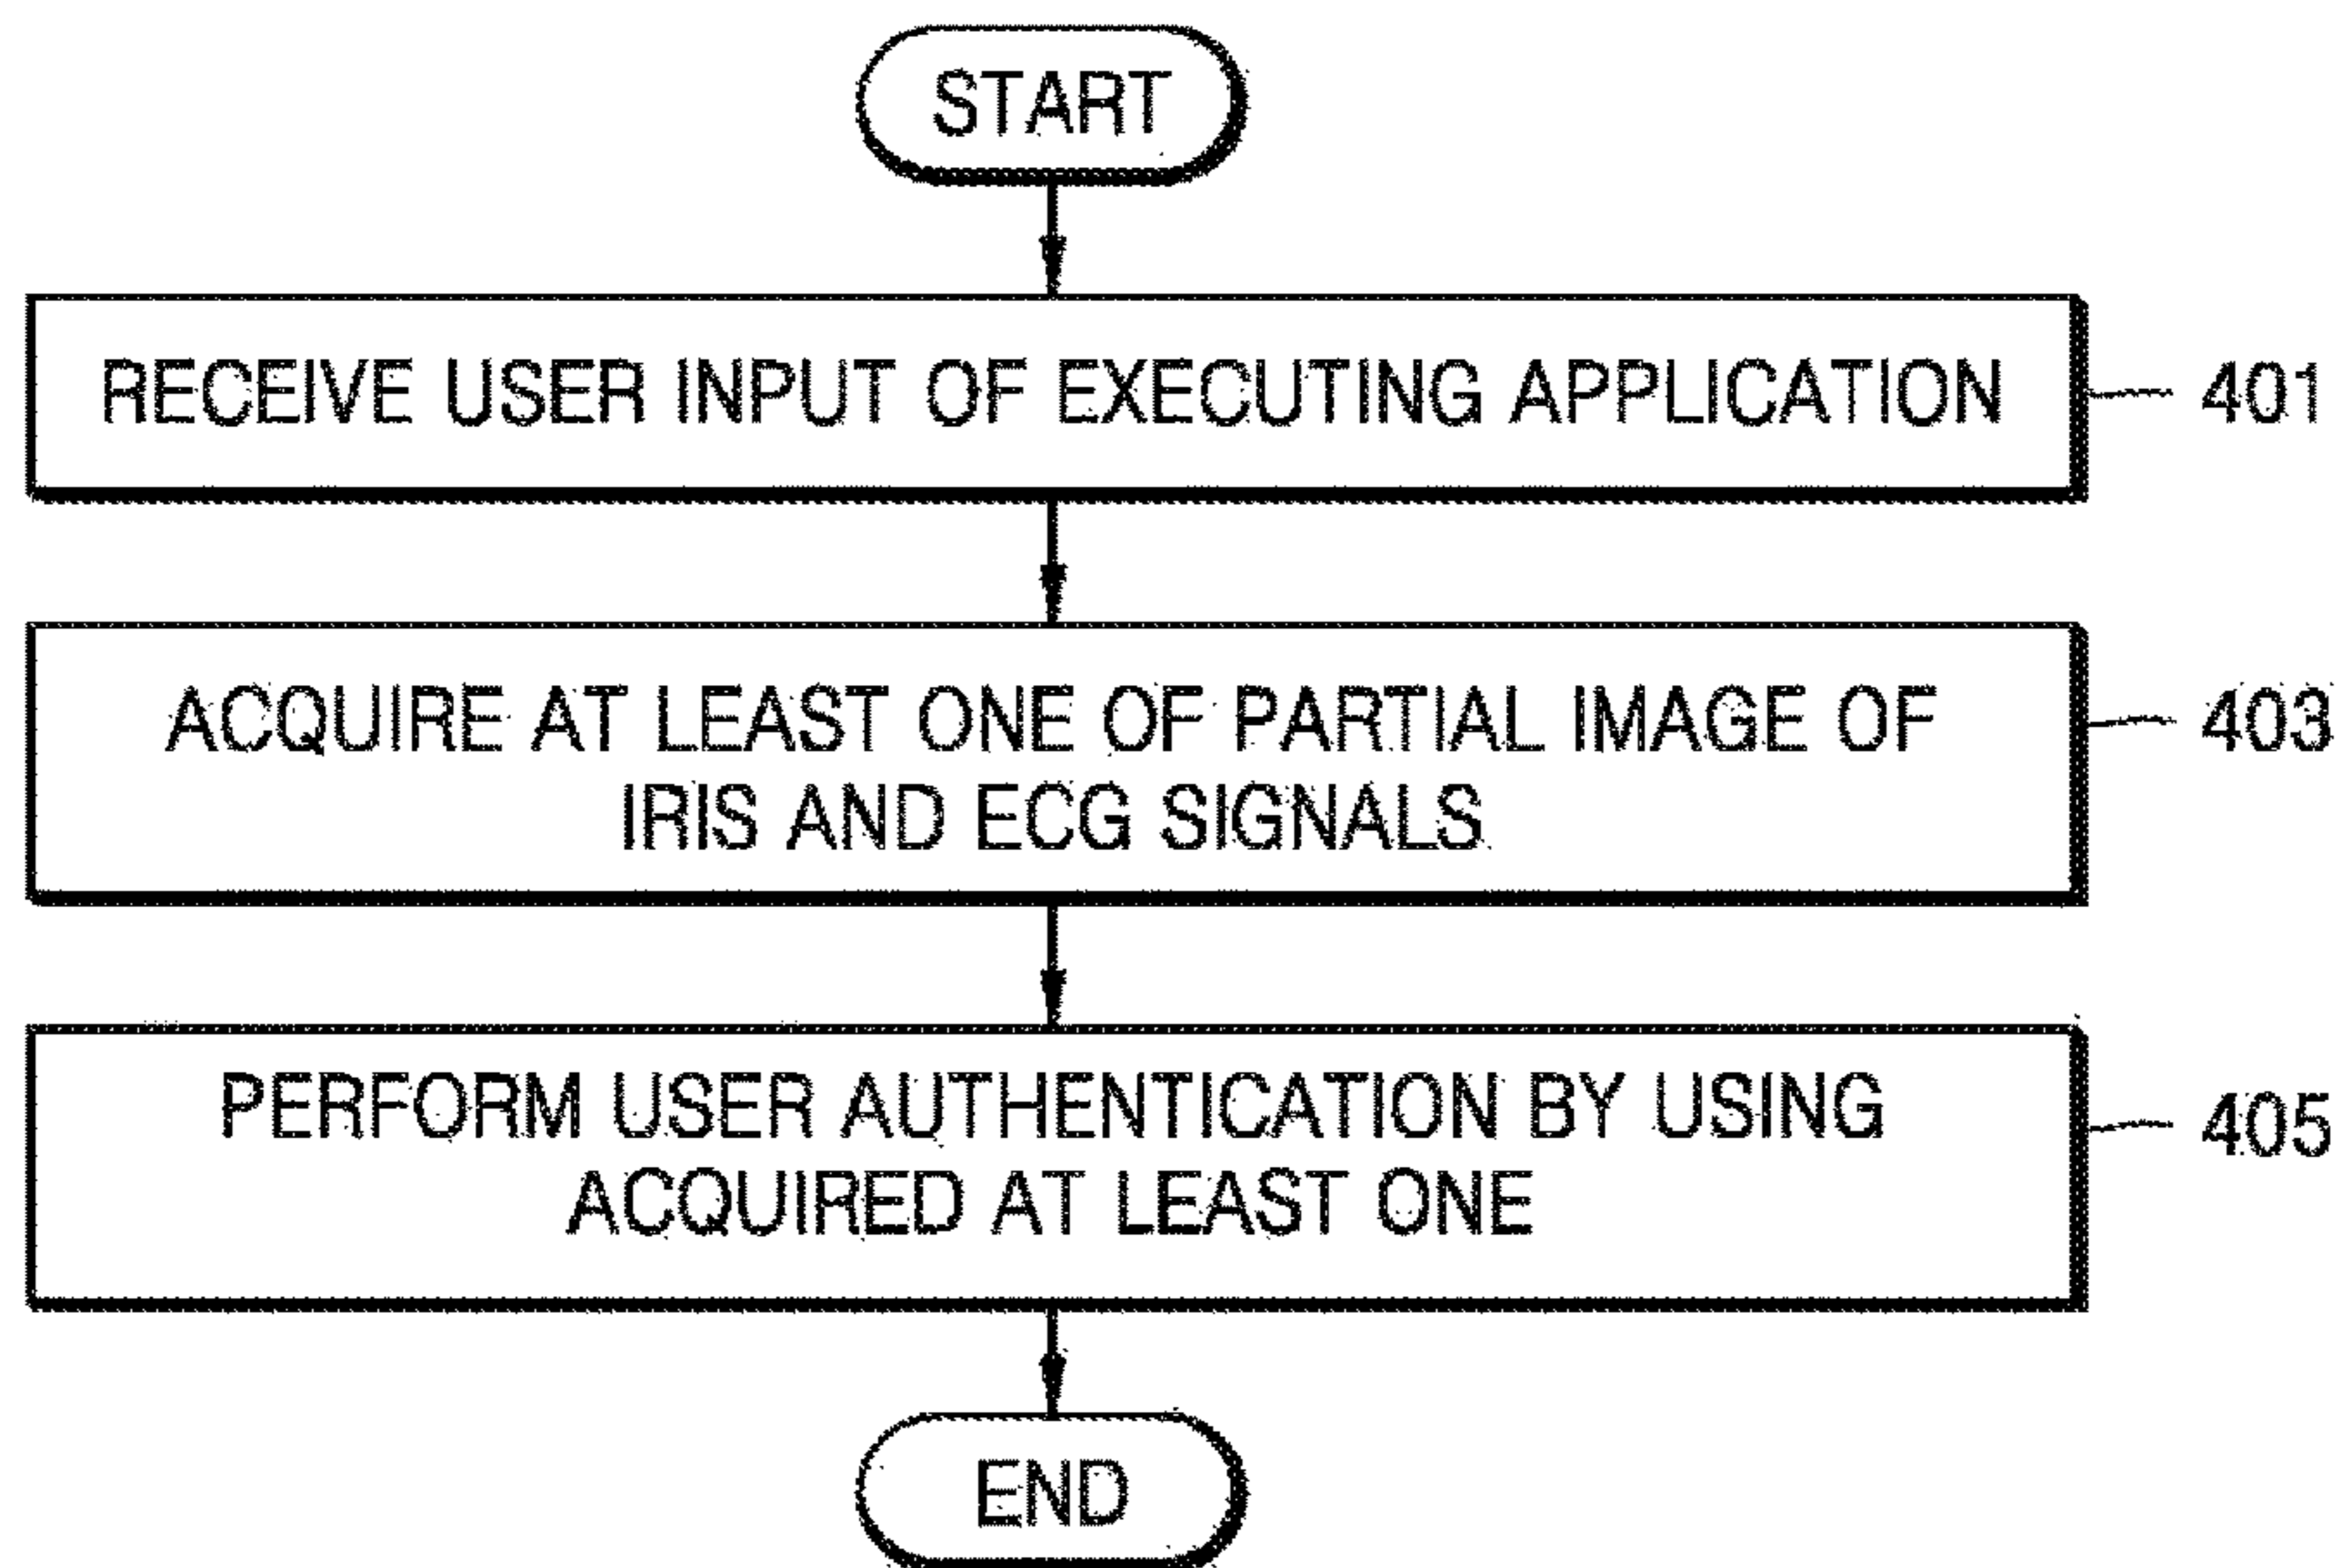 START
RECEIVE USER INPUT OF EXECUTING APPLICATION
401
ACQUIRE AT LEAST ONE OF PARTIAL IMAGE OF
IRIS AND ECG SIGNALS
403
PERFORM USER AUTHENTICATION BY USING
ACQUIRED AT LEAST ONE
405
END